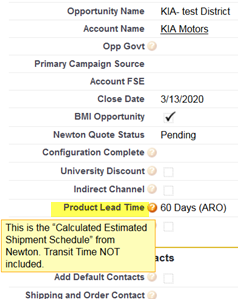 Opportunity Name KIA- test District
Account Name KIA Motors
Opp Govt
Primary Campaign Source
Account FSE
Close Date 3/13/2020
BMI Opportunity
Newton Quote Status Pending
Configuration Complete
University Discount
Indirect Channel
Product Lead Time 60 Days (ARO)
This is the "Calculated Estimated
Shipment Schedule" from
Newton. Transit Time NOT
included.
acts
Add Default Contacts
Shipping and Order Contact